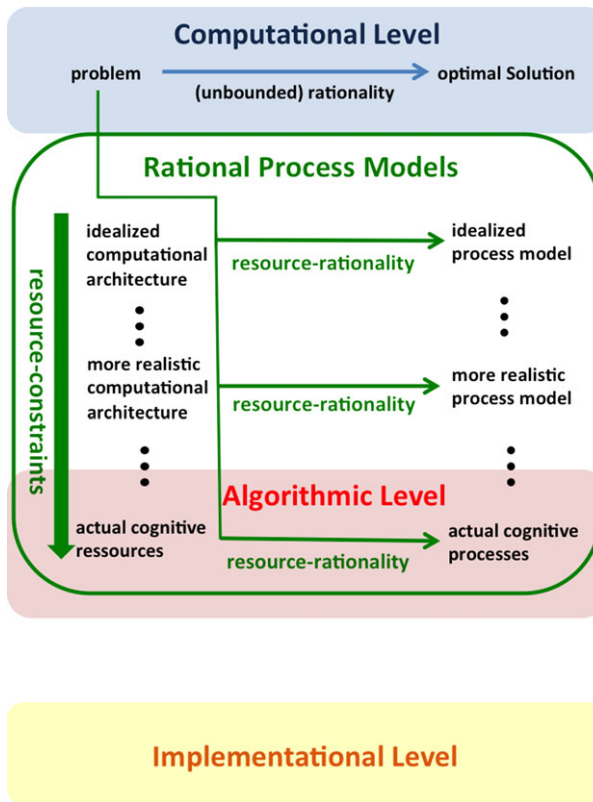 Computational Level
problem
optimal Solution
(unbounded) rationality
Rational Process Models
resource-constraints
idealized
computational
architecture
resource-rationality
idealized
process model
more realistic
computational
architecture
resource-rationality
more realistic
process model
Algorithmic Level
actual cognitive
ressources
resource-rationality
actual cognitive
processes
Implementational Level